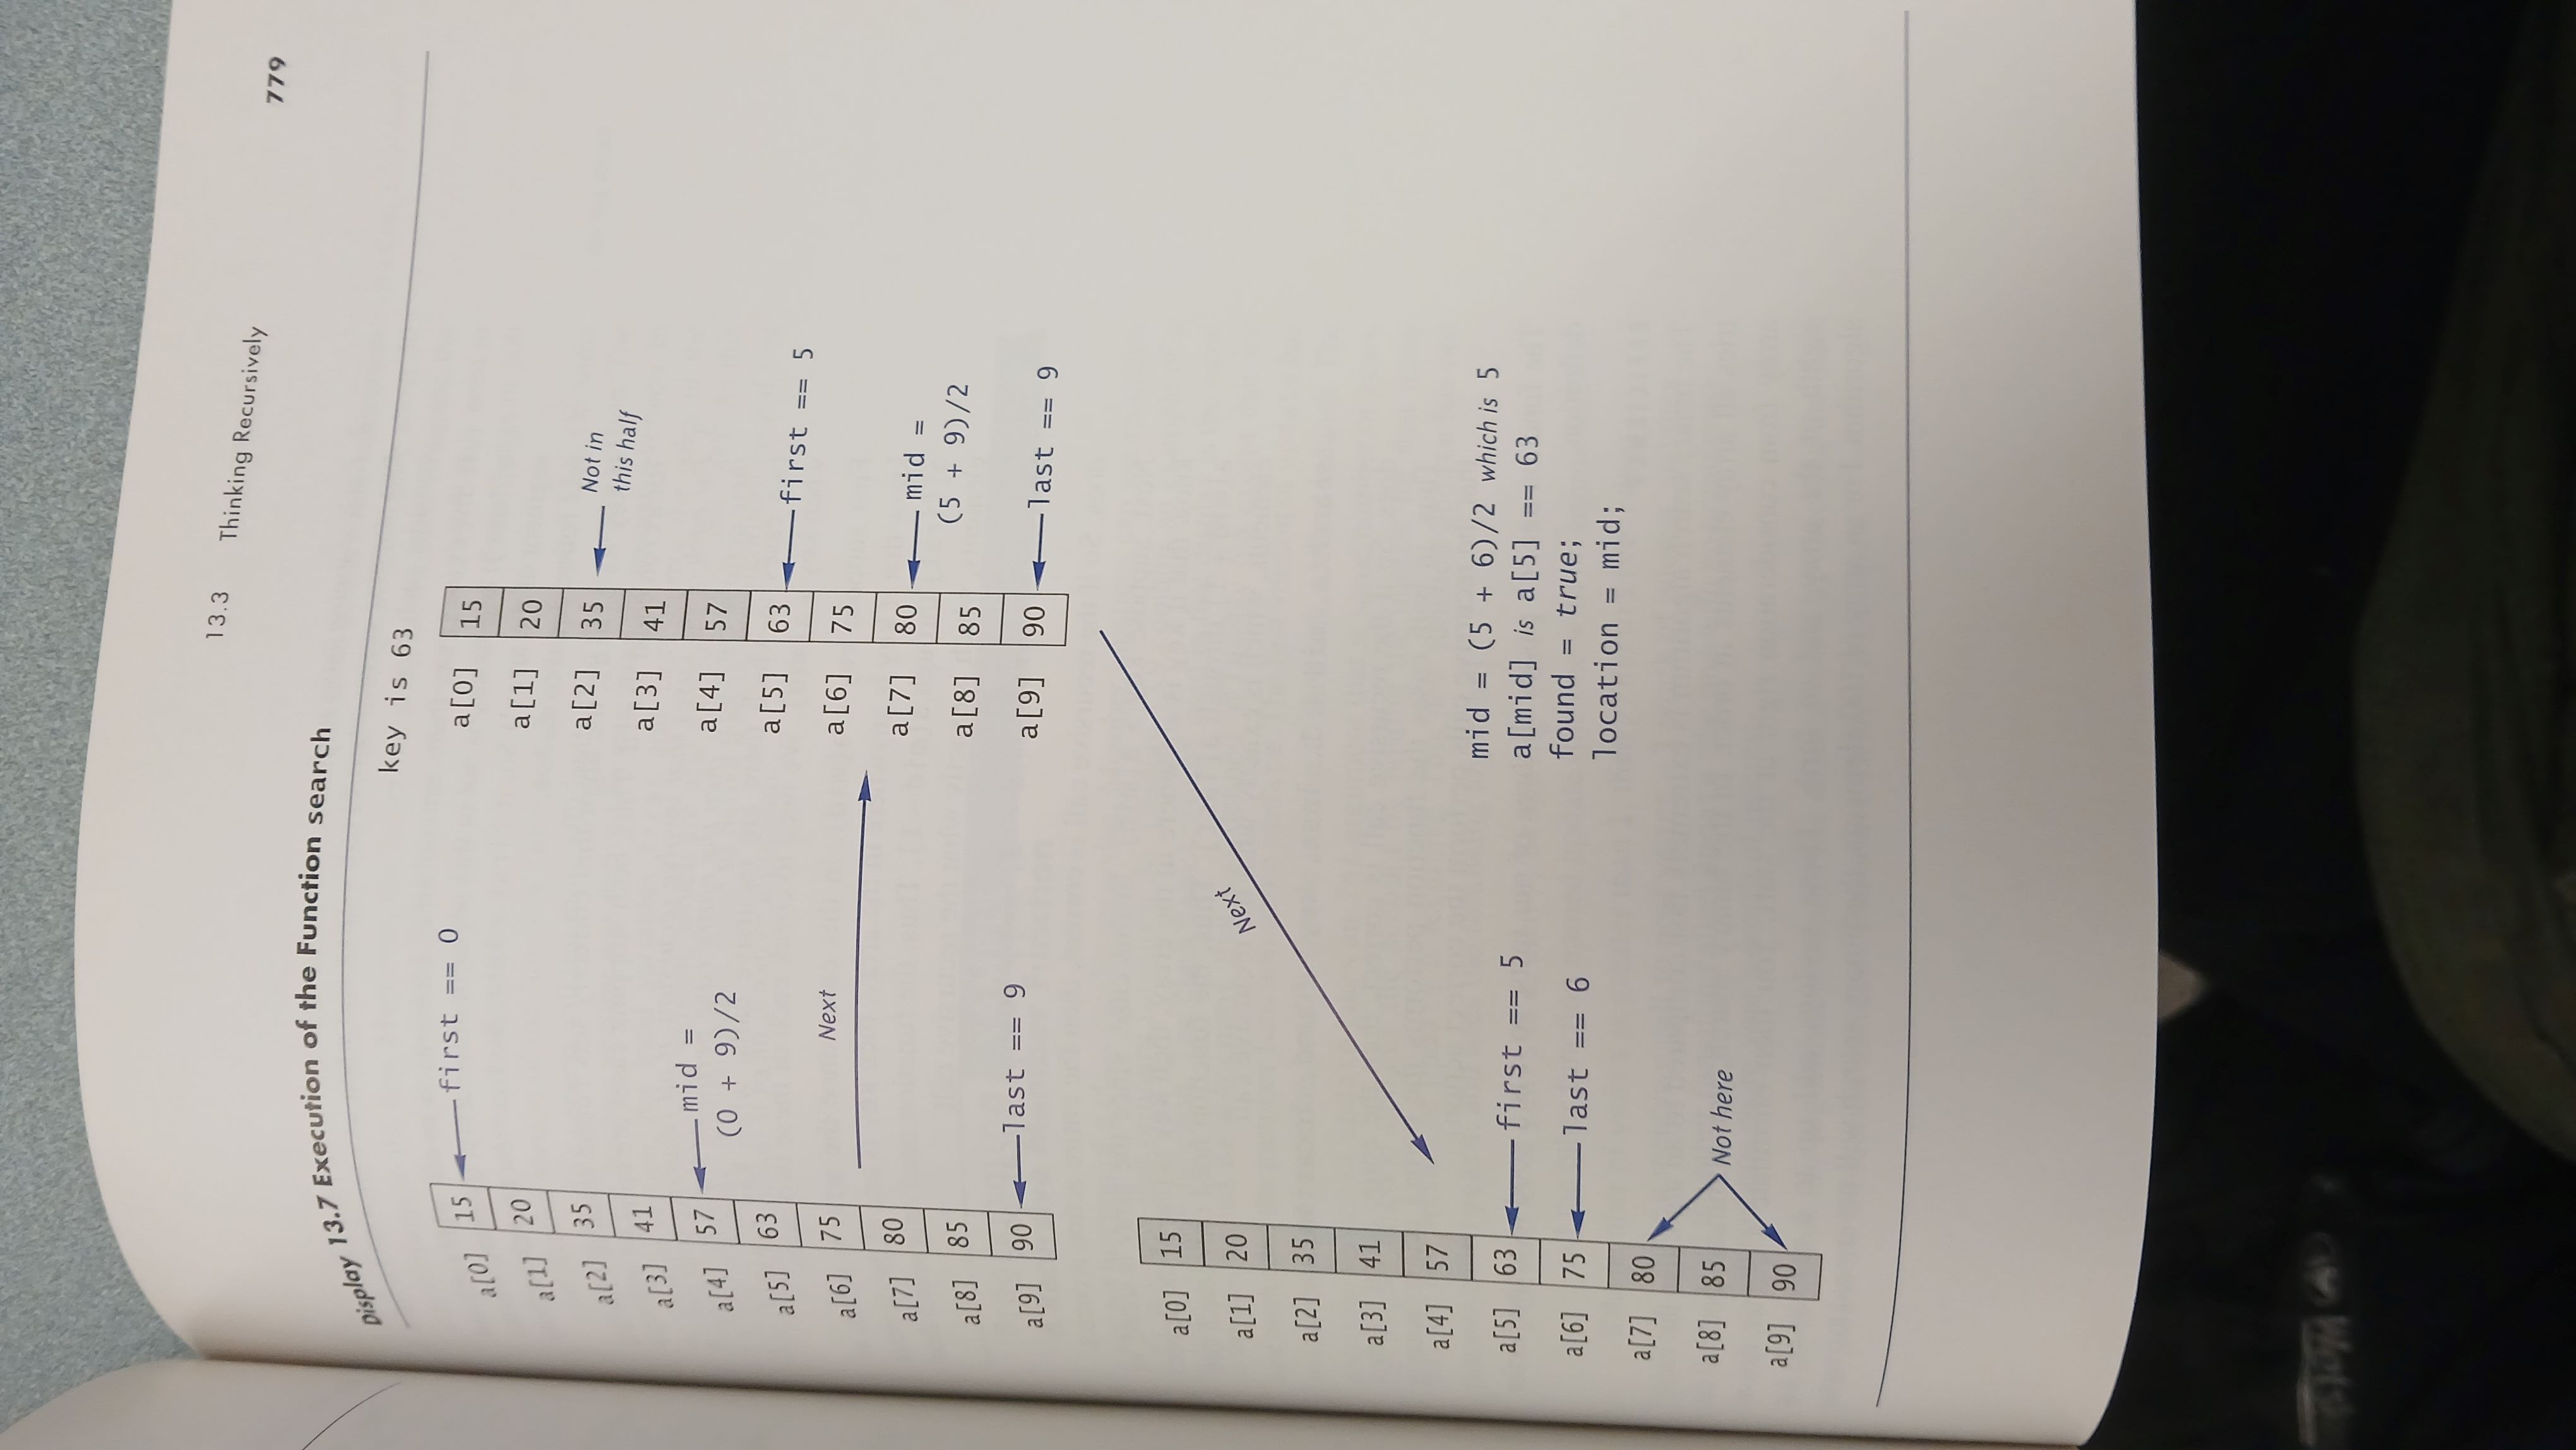 13.3 Thinking Recursively 779
Display 13.7 Execution of the Function search
key is 63
a[0] 15 first == 0
a[1] 20
a[2] 35
a[3] 41
a[4] 57 mid =
(0 + 9)/2
a[5] 63
a[6] 75
a[7] 80
a[8] 85
a[9] 90 last == 9
Next
a[0] 15
a[1] 20
a[2] 35 Not in
this half
a[3] 41
a[4] 57
a[5] 63 first == 5
a[6] 75
a[7] 80 mid =
(5 + 9)/2
a[8] 85
a[9] 90 last == 9
Next
a[0] 15
a[1] 20
a[2] 35
a[3] 41
a[4] 57
a[5] 63 first == 5
a[6] 75 last == 6
a[7] 80
a[8] 85 Not here
a[9] 90
mid = (5 + 6)/2 which is 5
a[mid] is a[5] == 63
found = true;
location = mid;